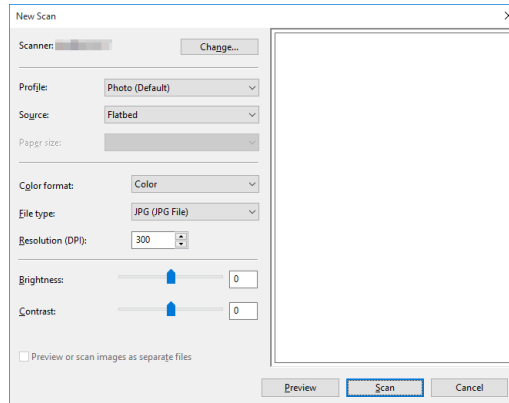 New Scan
Scanner:
Change...
Profile: Photo (Default)
Source: Flatbed
Paper size:
Color format: Color
File type: JPG (JPG File)
Resolution (DPI): 300
Brightness: 0
Contrast: 0
Preview or scan images as separate files
Preview Scan Cancel